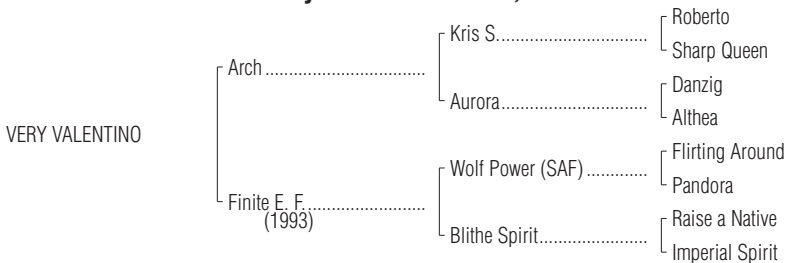 Roberto
Kris S.
Sharp Queen
Arch
Danzig
Aurora
Althea
VERY VALENTINO
Flirting Around
Wolf Power (SAF)
Pandora
Finite E. F.
(1993)
Raise a Native
Blithe Spirit
Imperial Spirit